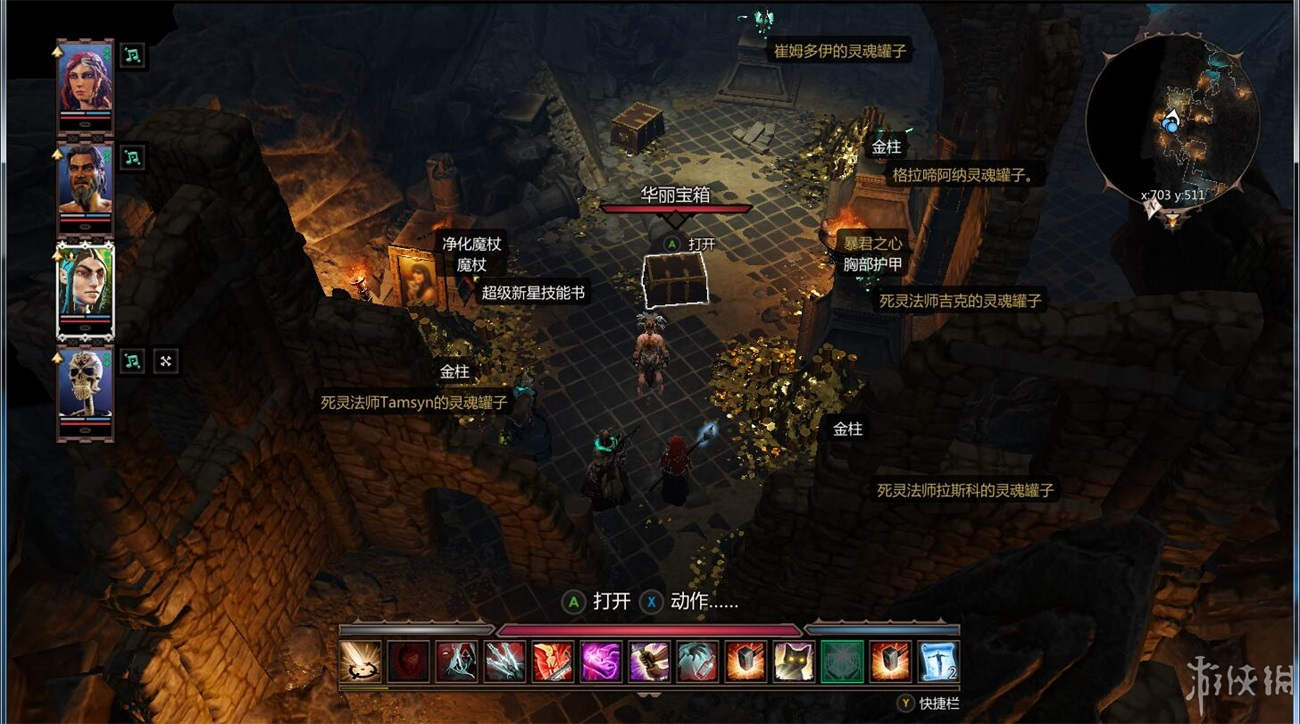 崔姆多伊的灵魂罐子
金柱
格拉啼阿纳灵魂罐子。
华丽宝箱
x:703 y:511
A 打开
净化魔杖
魔杖
暴君之心
胸部护甲
超级新星技能书
死灵法师吉克的灵魂罐子
金柱
死灵法师Tamsyn的灵魂罐子
金柱
死灵法师拉斯科的灵魂罐子
A 打开 X 动作......
2
Y 快捷栏
游侠網